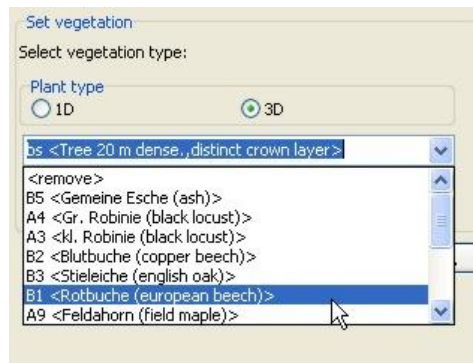 Set vegetation
Select vegetation type:
Plant type
1D 3D
bs <Tree 20 m dense.,distinct crown layer>
<remove>
B5 <Gemeine Esche (ash)>
A4 <Gr. Robinie (black locust)>
A3 <kl. Robinie (black locust)>
B2 <Blutbuche (copper beech)>
B3 <Stieleiche (english oak)>
B1 <Rotbuche (european beech)>
A9 <Feldahorn (field maple)>